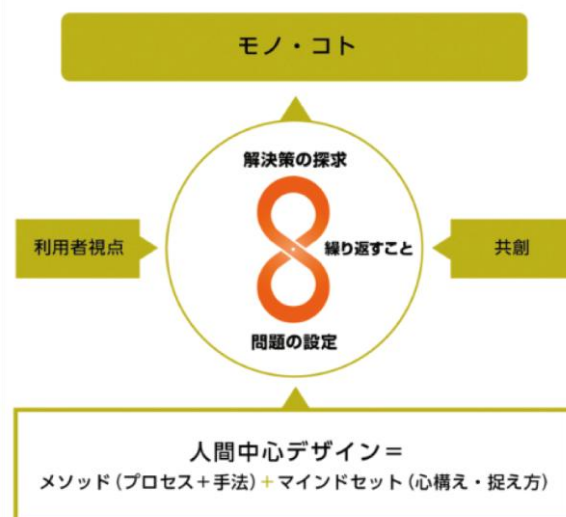 モノ・コト
解決策の探求
利用者視点
繰り返すこと
共創
問題の設定
人間中心デザイン＝
メソッド（プロセス＋手法）＋マインドセット（心構え・捉え方）